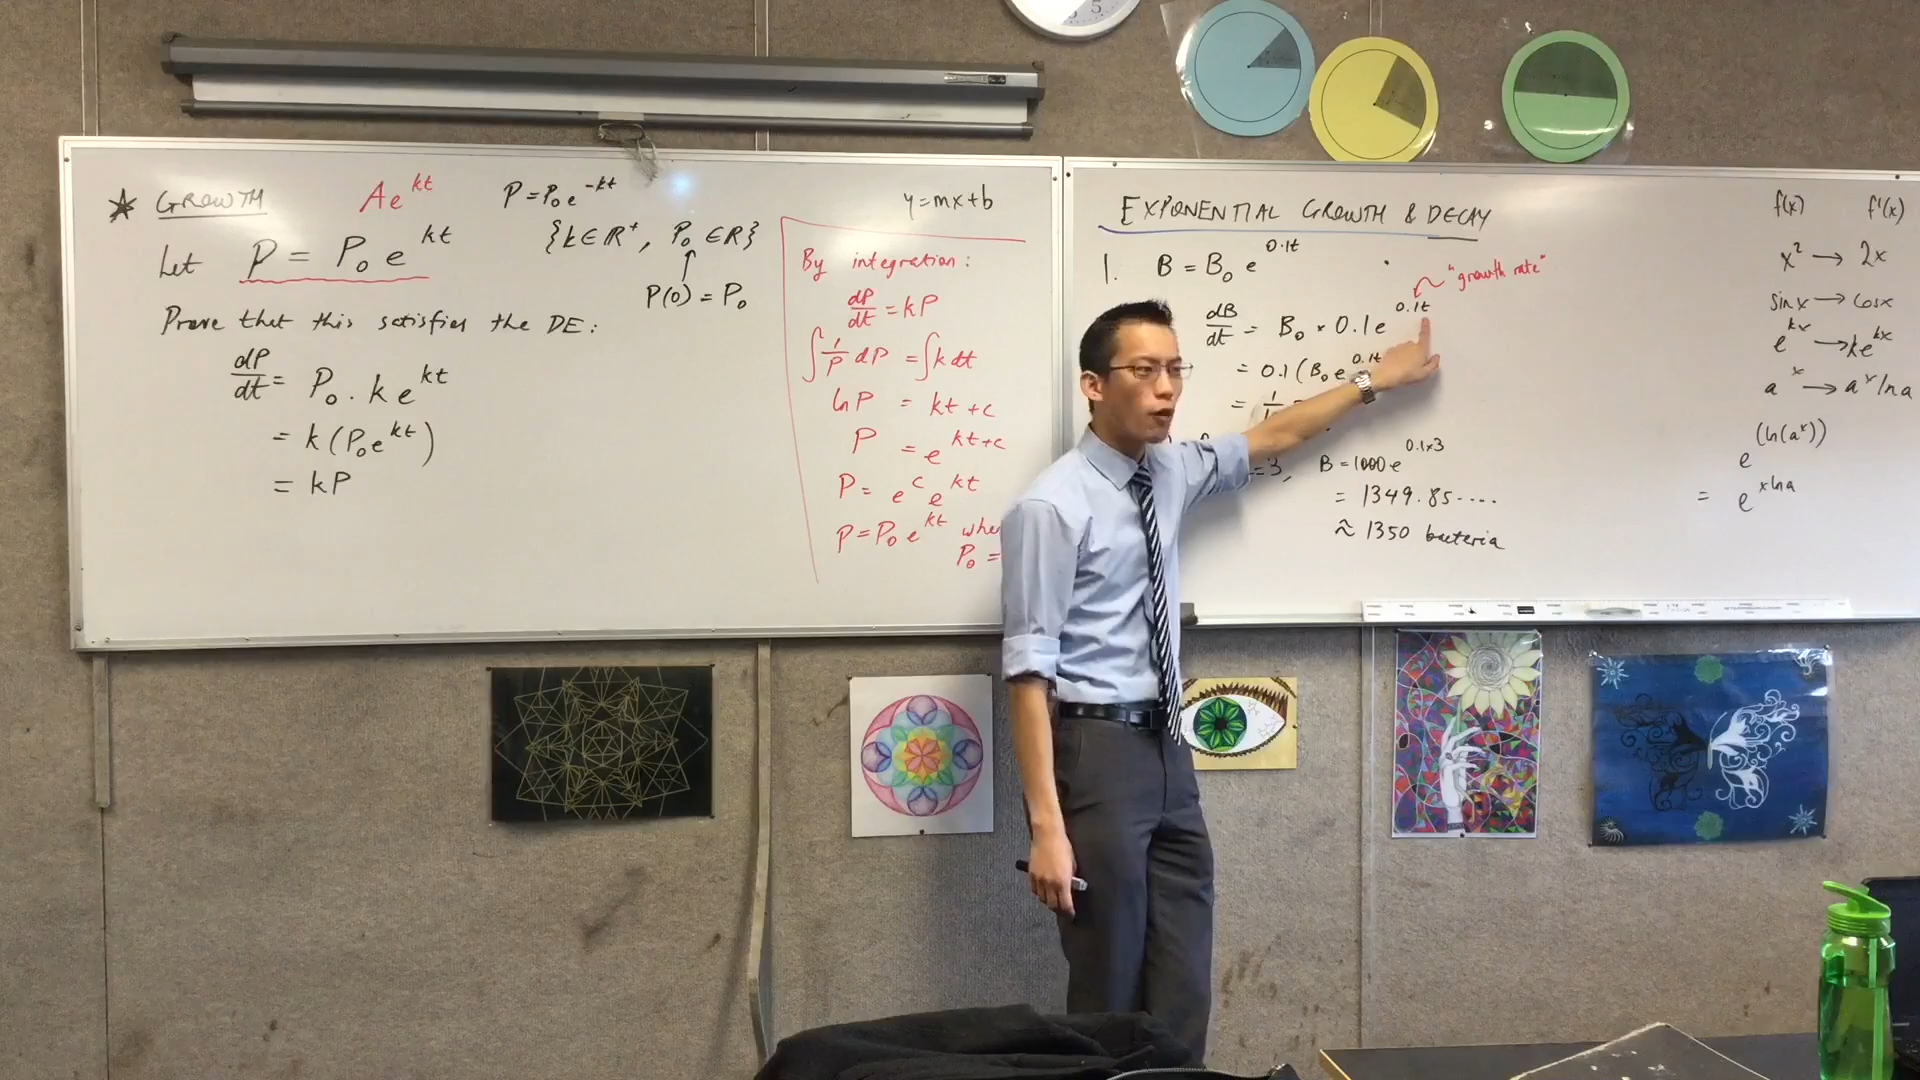 ★ GROWTH
Ae^kt
P = P₀e^-kt
Let P = P₀e^kt
{k∈R⁺, P₀∈R}
P(0) = P₀
Prove that this satisfies the DE:
dP/dt = P₀ . ke^kt
= k(P₀e^kt)
= kP
y = mx+b
By integration:
dP/dt = kP
∫1/P dP = ∫k dt
ln P = kt + c
P = e^kt+c
P = e^c e^kt
P = P₀e^kt
P₀ =
EXPONENTIAL GROWTH & DECAY
1. B = B₀ e^0.1t
"growth rate"
dB/dt = B₀ × 0.1e^0.1t
= 0.1(B₀e^0.1t
=3, B = 1000e^0.1×3
= 1349.85....
≈ 1350 bacteria
f(x) f'(x)
x² → 2x
sinx → cosx
e^kx → ke^kx
a^x → a^x ln a
e^(ln(a^x))
= e^x ln a